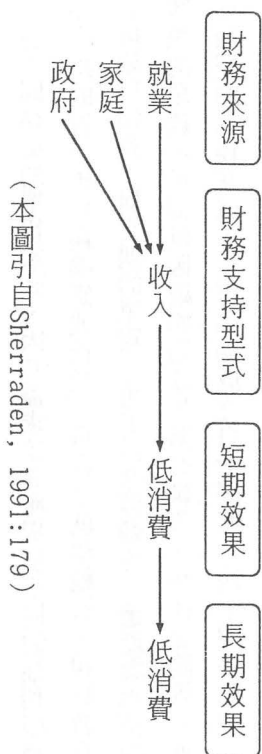 財務來源
財務支持型式
短期效果
長期效果
就業
家庭
政府
收入
低消費
低消費
(本圖引自Sherraden, 1991:179)